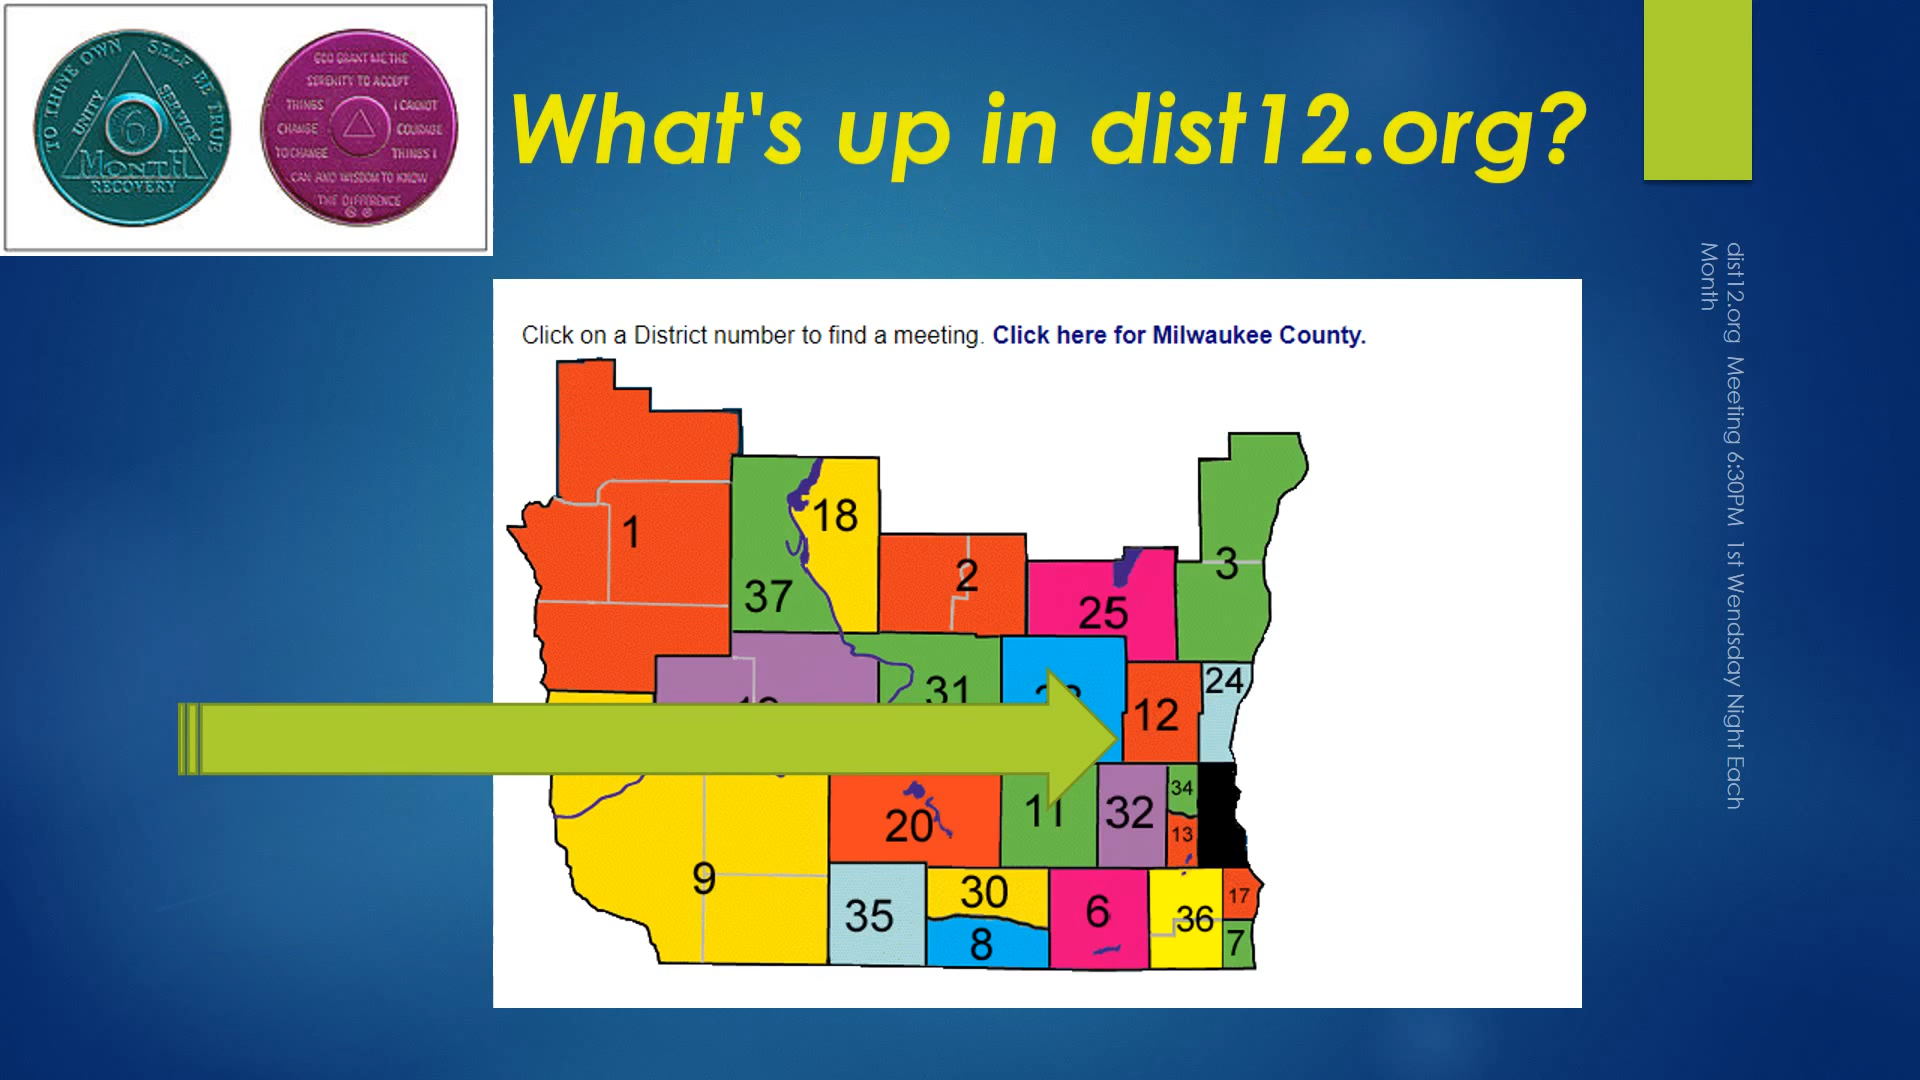 TO THINE OWN SELF BE TRUE
UNITY
SERVICE
6
MONTH
RECOVERY
GOD GRANT ME THE
SERENITY TO ACCEPT
THINGS I CANNOT
CHANGE COURAGE
TO CHANGE THINGS I
CAN AND WISDOM TO KNOW
THE DIFFERENCE
What's up in dist12.org?
Click on a District number to find a meeting. Click here for Milwaukee County.
1
18
37
2
25
3
31
24
12
34
11
32
20
13
9
35
30
6
36
17
8
7
dist12.org Meeting 6:30PM 1st Wendsday Night Each
Month